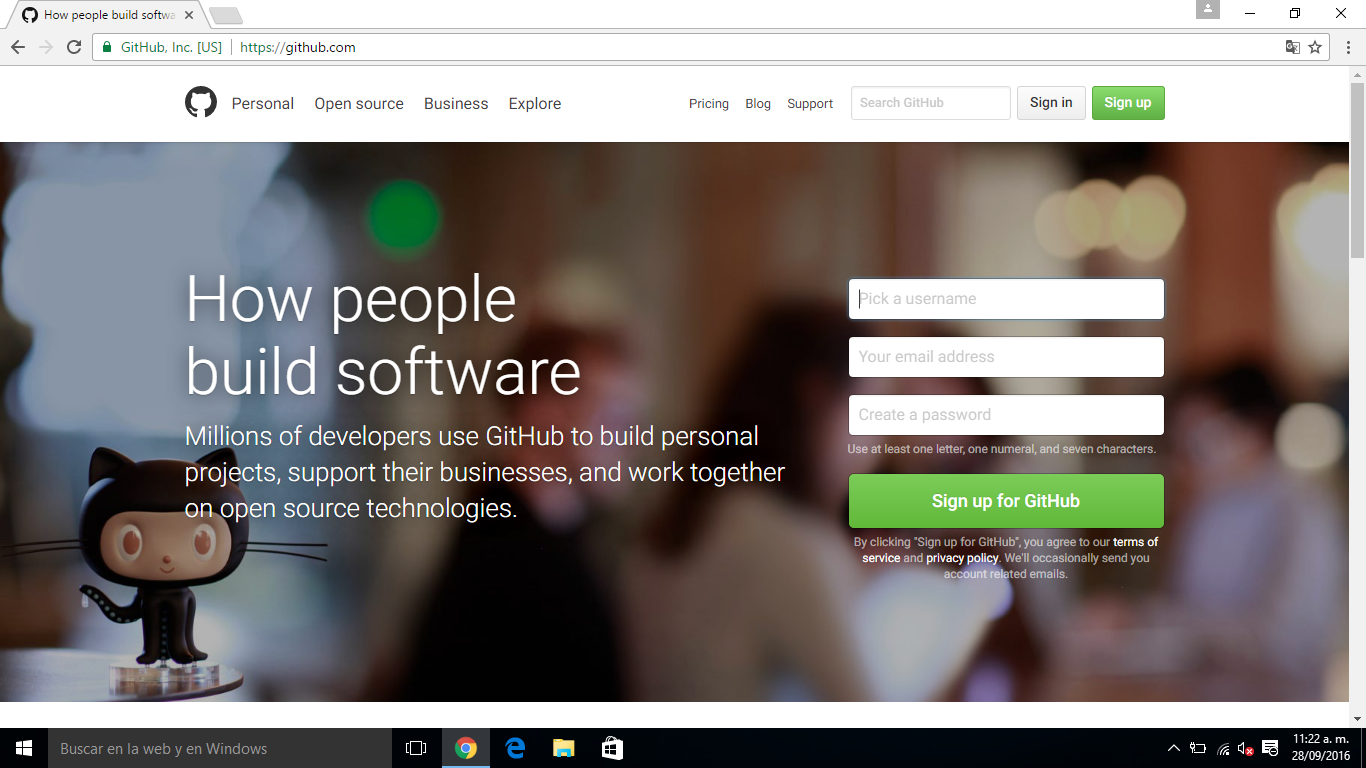 How people build softwa
GitHub, Inc. [US]
https://github.com
Personal
Open source
Business
Explore
Pricing
Blog
Support
Search GitHub
Sign in
Sign up
How people
build software
Millions of developers use GitHub to build personal
projects, support their businesses, and work together
on open source technologies.
Pick a username
Your email address
Create a password
Use at least one letter, one numeral, and seven characters.
Sign up for GitHub
By clicking "Sign up for GitHub", you agree to our terms of
service and privacy policy. We'll occasionally send you
account related emails.
Buscar en la web y en Windows
11:22 a. m.
28/09/2016